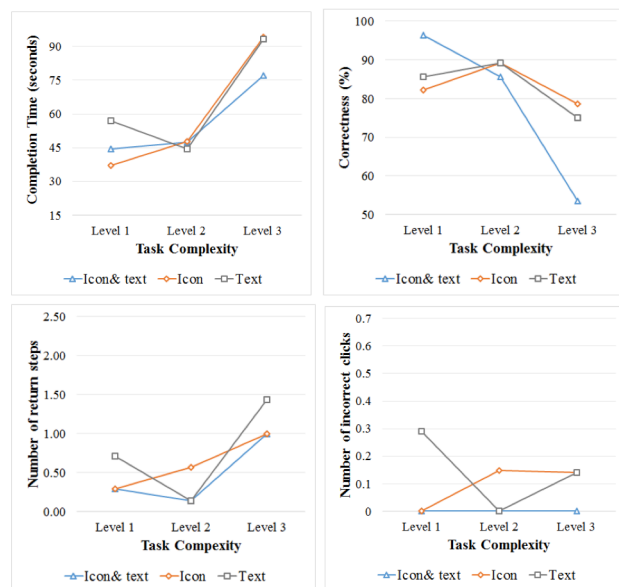 Completion Time (seconds)
90
75
60
45
30
15
Level 1 Level 2 Level 3
Task Complexity
Icon& text Icon Text
Correctness (%)
100
90
80
70
60
50
Level 1 Level 2 Level 3
Task Complexity
Icon& text Icon Text
Number of return steps
2.50
2.00
1.50
1.00
0.50
0.00
Level 1 Level 2 Level 3
Task Compexity
Icon& text Icon Text
Number of incorrect clicks
0.7
0.6
0.5
0.4
0.3
0.2
0.1
0
Level 1 Level 2 Level 3
Task Complexity
Icon& text Icon Text